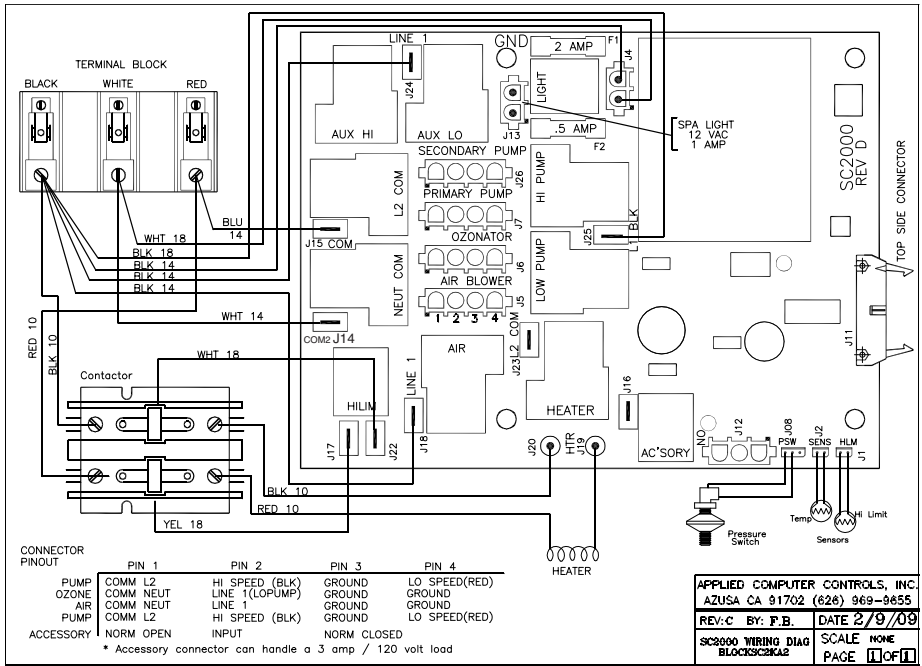 TERMINAL BLOCK
BLACK WHITE RED
LINE 1
J24
GND
2 AMP F1
J4
LIGHT
J13
.5 AMP
F2
SPA LIGHT
12 VAC
1 AMP
SC2000
REV D
TOP SIDE CONNECTOR
AUX HI
AUX LO
SECONDARY PUMP
J26
PRIMARY PUMP
J7
OZONATOR
J6
AIR BLOWER
J5
1 2 3 4
L2 COM
J15 COM
NEUT COM
COM2 J14
HI PUMP
LOW PUMP
J25
L1 BLK
BLU
14
WHT 18
BLK 18
BLK 14
BLK 14
BLK 14
WHT 14
RED 10
BLK 10
WHT 18
Contactor
HILIM
LINE 1
AIR
J23 L2 COM
HEATER
J16
J11
J17
J22
J18
J20
HTR
J19
AC'SORY
NO
J12
J08
PSW
J2
SENS
HLM
J1
BLK 10
RED 10
YEL 18
HEATER
Pressure
Switch
Temp
Hi Limit
Sensors
CONNECTOR
PINOUT
PIN 1 PIN 2 PIN 3 PIN 4
PUMP COMM L2 HI SPEED (BLK) GROUND LO SPEED(RED)
OZONE COMM NEUT LINE 1(LOPUMP) GROUND GROUND
AIR COMM NEUT LINE 1 GROUND GROUND
PUMP COMM L2 HI SPEED (BLK) GROUND LO SPEED(RED)
ACCESSORY NORM OPEN INPUT NORM CLOSED
* Accessory connector can handle a 3 amp / 120 volt load
APPLIED COMPUTER CONTROLS, INC.
AZUSA CA 91702 (626) 969-9655
REV:C BY: F.B. DATE 2/9/09
SC2000 WIRING DIAG
BLOCKSC2KA2
SCALE NONE
PAGE 1 OF 1